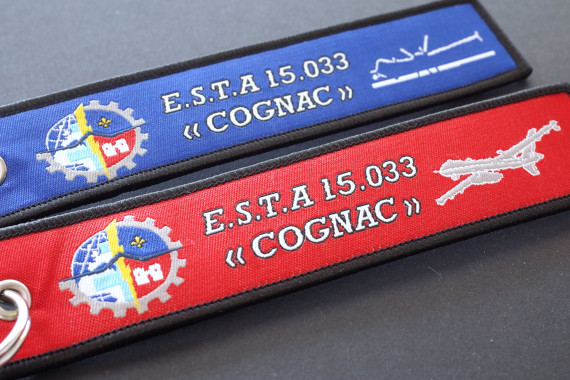 E.S.T.A 15.033
« COGNAC »
E.S.T.A 15.033
« COGNAC »